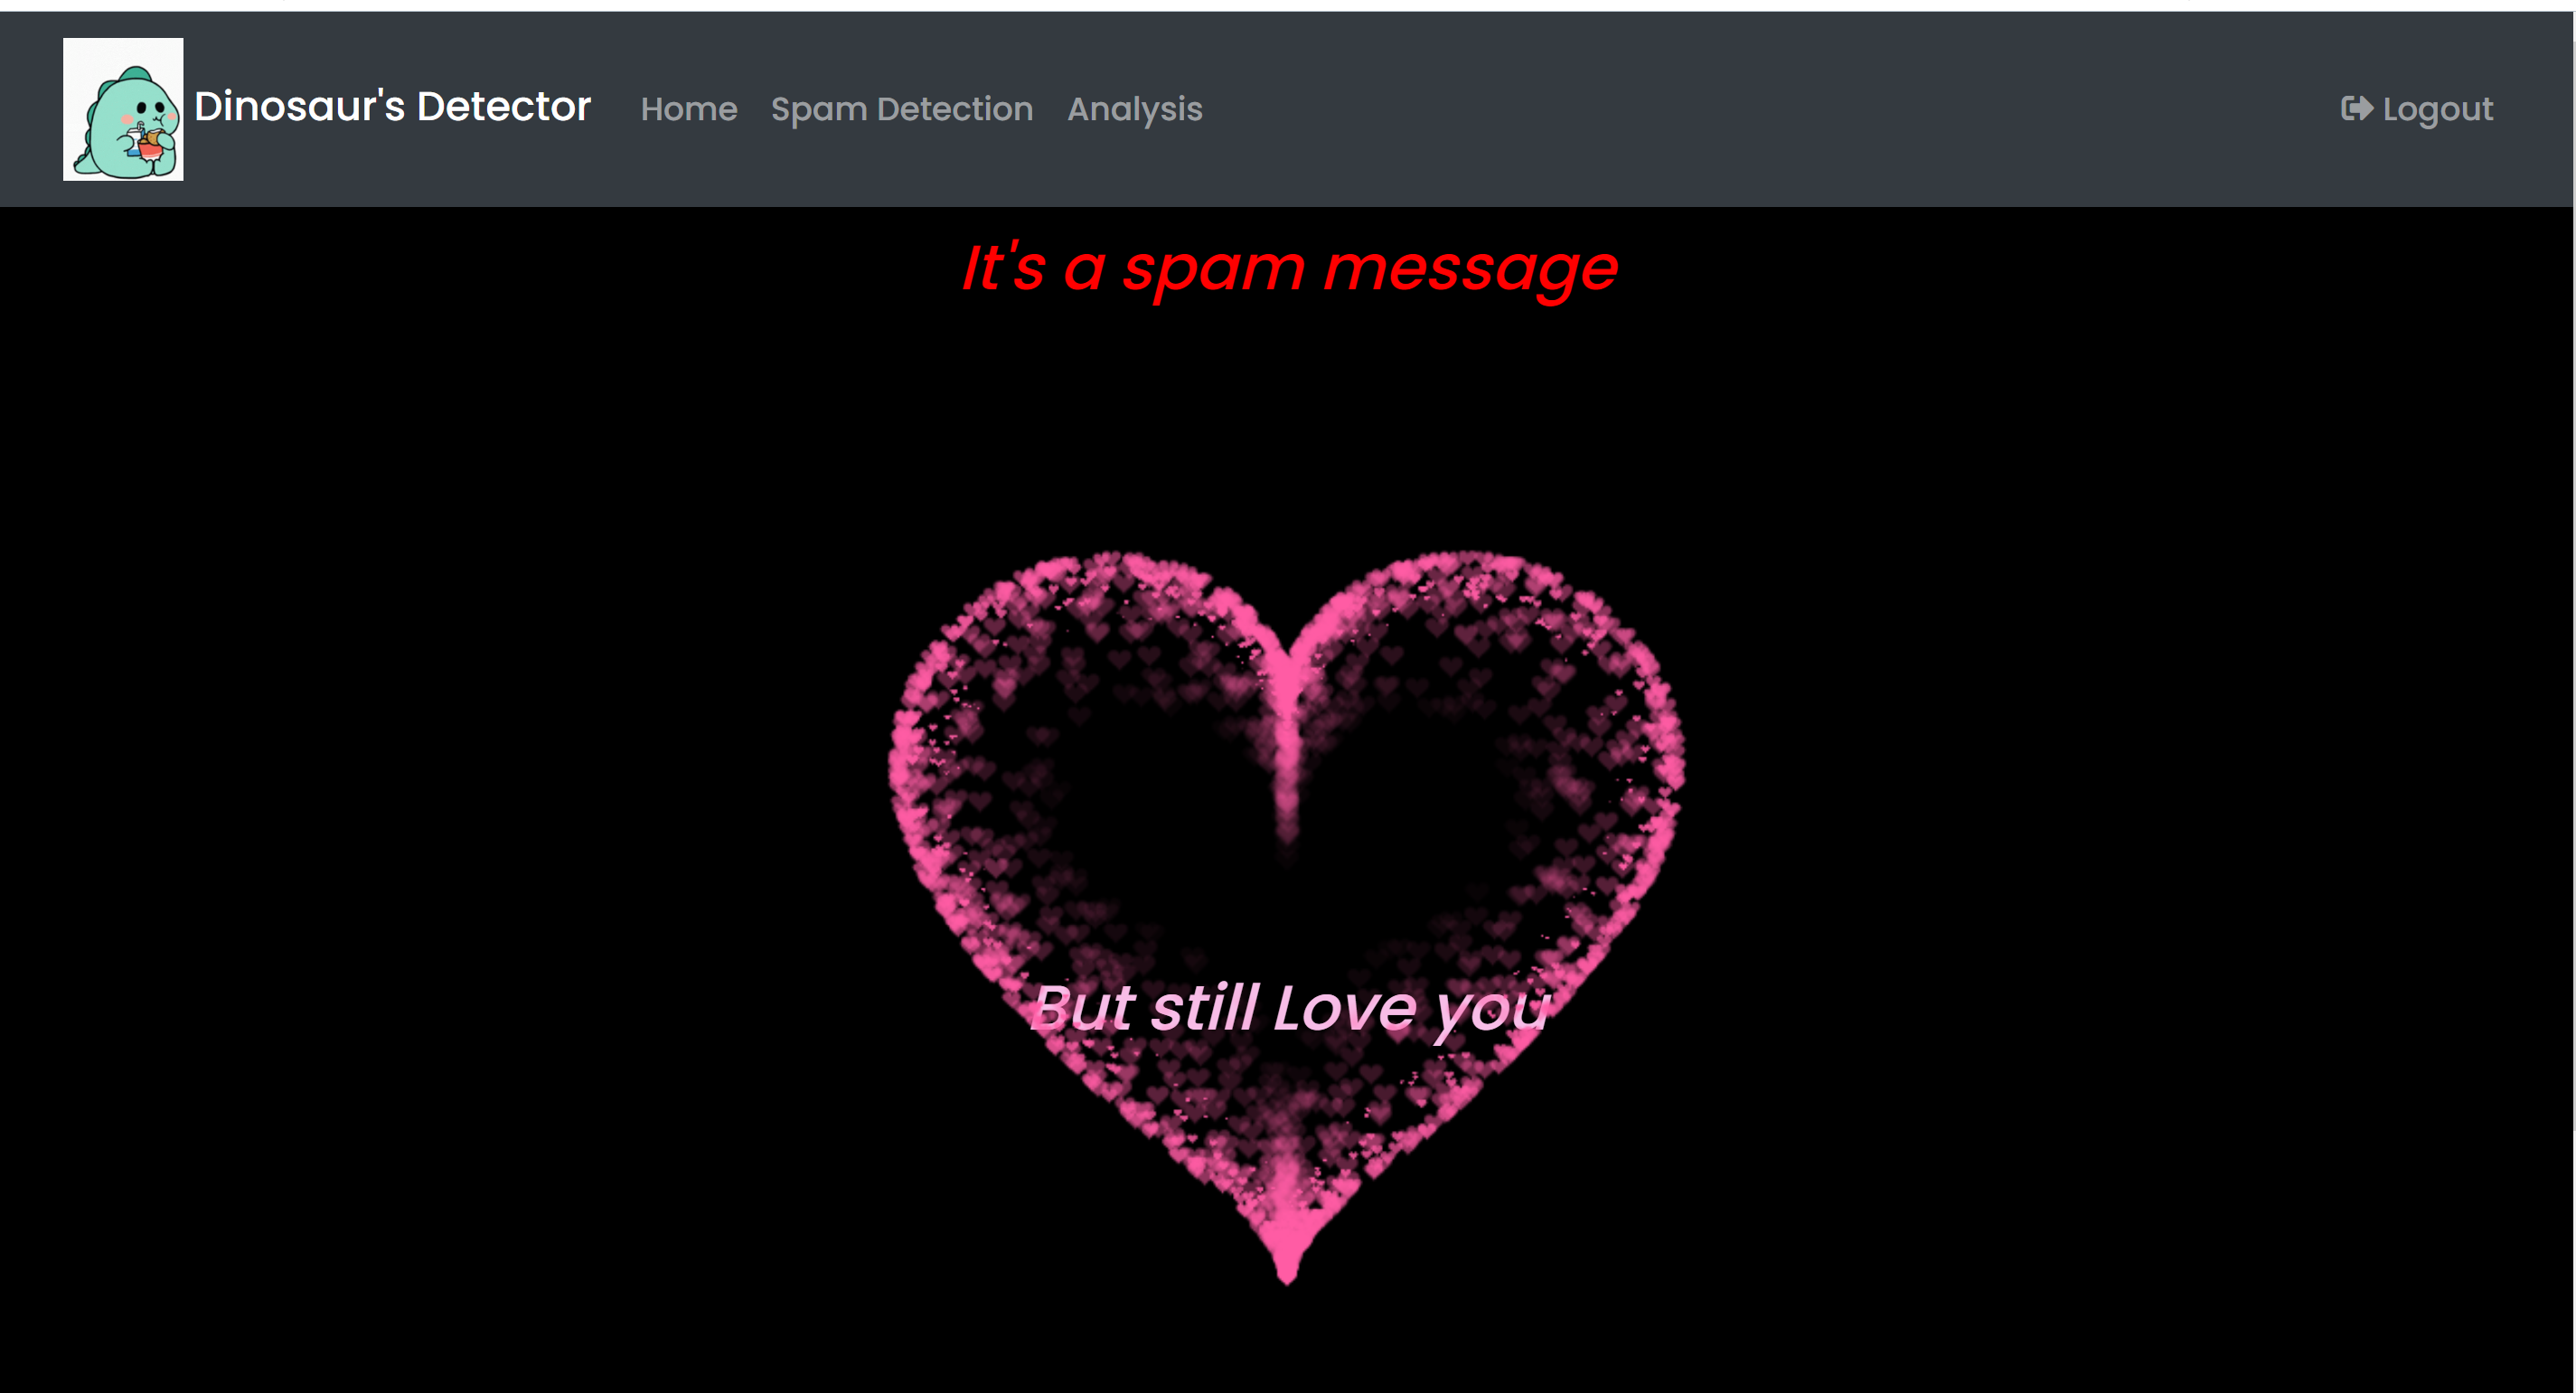 Dinosaur's Detector
Home
Spam Detection
Analysis
Logout
It's a spam message
But still Love you